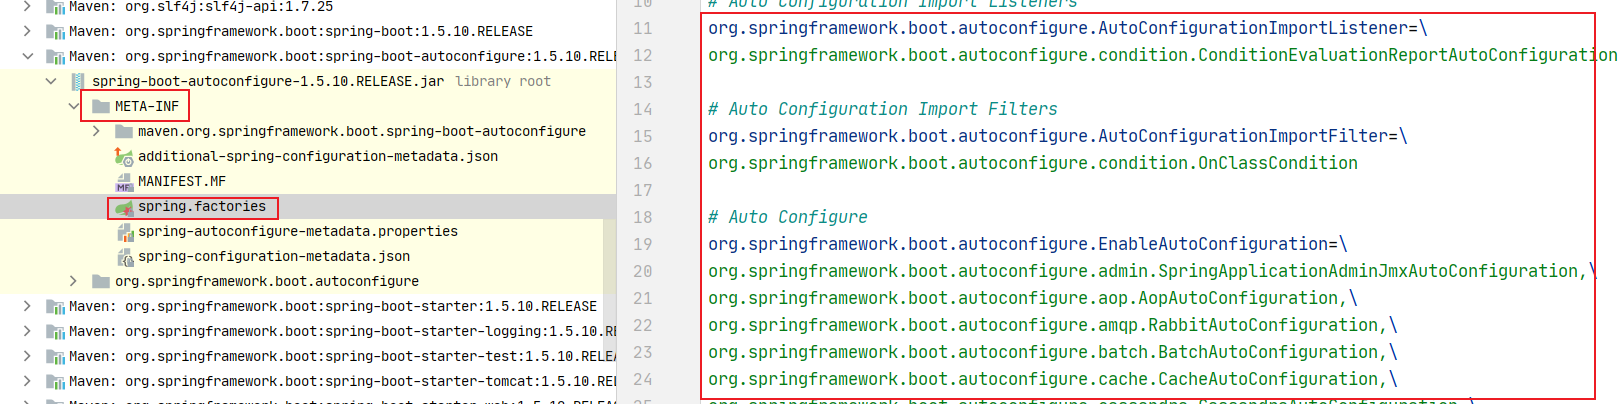 Maven: org.slf4j:slf4j-api:1.7.25
Maven: org.springframework.boot:spring-boot:1.5.10.RELEASE
Maven: org.springframework.boot:spring-boot-autoconfigure:1.5.10.RELE
spring-boot-autoconfigure-1.5.10.RELEASE.jar library root
META-INF
maven.org.springframework.boot.spring-boot-autoconfigure
additional-spring-configuration-metadata.json
MANIFEST.MF
spring.factories
spring-autoconfigure-metadata.properties
spring-configuration-metadata.json
org.springframework.boot.autoconfigure
Maven: org.springframework.boot:spring-boot-starter:1.5.10.RELEASE
Maven: org.springframework.boot:spring-boot-starter-logging:1.5.10.RE
Maven: org.springframework.boot:spring-boot-starter-test:1.5.10.RELEA
Maven: org.springframework.boot:spring-boot-starter-tomcat:1.5.10.REL
10 # Auto Configuration Import Listeners
11 org.springframework.boot.autoconfigure.AutoConfigurationImportListener=\
12 org.springframework.boot.autoconfigure.condition.ConditionEvaluationReportAutoConfiguration
13
14 # Auto Configuration Import Filters
15 org.springframework.boot.autoconfigure.AutoConfigurationImportFilter=\
16 org.springframework.boot.autoconfigure.condition.OnClassCondition
17
18 # Auto Configure
19 org.springframework.boot.autoconfigure.EnableAutoConfiguration=\
20 org.springframework.boot.autoconfigure.admin.SpringApplicationAdminJmxAutoConfiguration,\
21 org.springframework.boot.autoconfigure.aop.AopAutoConfiguration,\
22 org.springframework.boot.autoconfigure.amqp.RabbitAutoConfiguration,\
23 org.springframework.boot.autoconfigure.batch.BatchAutoConfiguration,\
24 org.springframework.boot.autoconfigure.cache.CacheAutoConfiguration,\